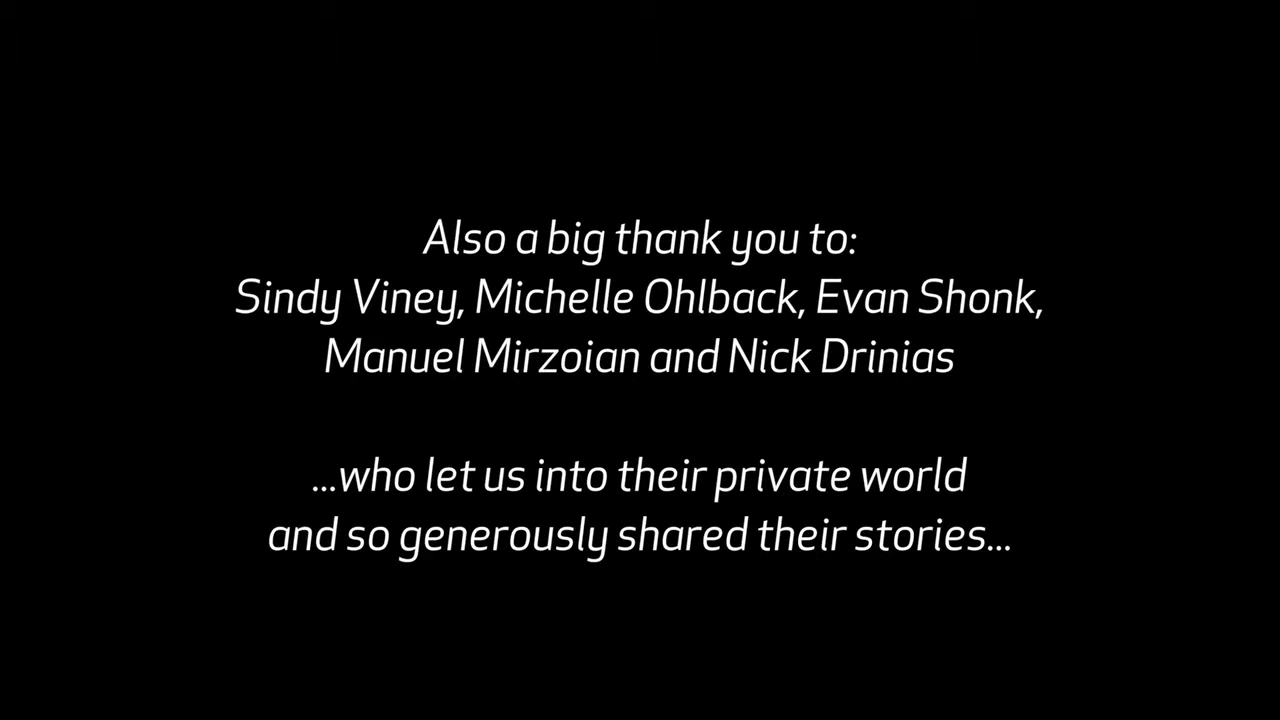 Also a big thank you to:
Sindy Viney, Michelle Ohlback, Evan Shonk,
Manuel Mirzoian and Nick Drinias
...who let us into their private world
and so generously shared their stories...